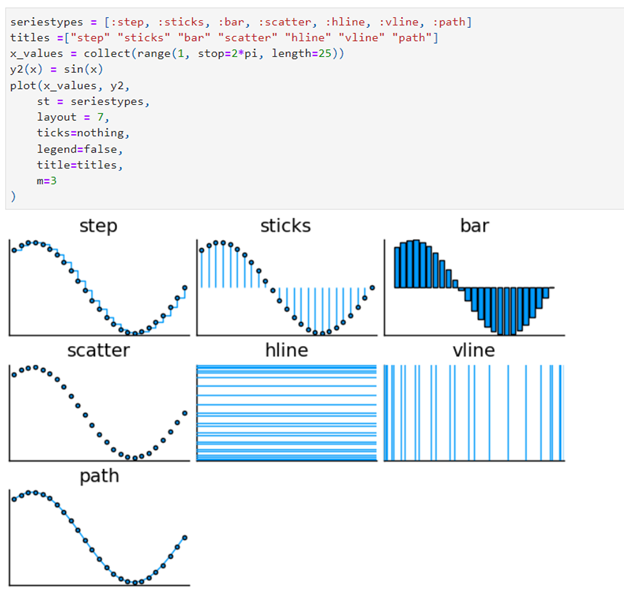 seriestypes = [:step, :sticks, :bar, :scatter, :hline, :vline, :path]
titles =["step" "sticks" "bar" "scatter" "hline" "vline" "path"]
x_values = collect(range(1, stop=2*pi, length=25))
y2(x) = sin(x)
plot(x_values, y2,
    st = seriestypes,
    layout = 7,
    ticks=nothing,
    legend=false,
    title=titles,
    m=3
)
step sticks bar
scatter hline vline
path